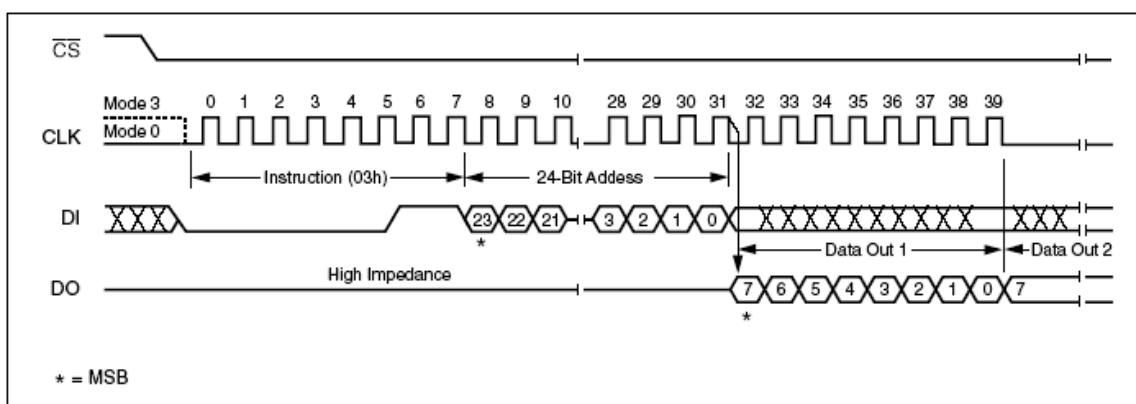 CS
Mode 3
0 1 2 3 4 5 6 7 8 9 10 28 29 30 31 32 33 34 35 36 37 38 39
Mode 0
CLK
Instruction (03h) 24-Bit Addess
DI 23 22 21 3 2 1 0
*
Data Out 1 Data Out 2
High Impedance
DO 7 6 5 4 3 2 1 0 7
*
* = MSB